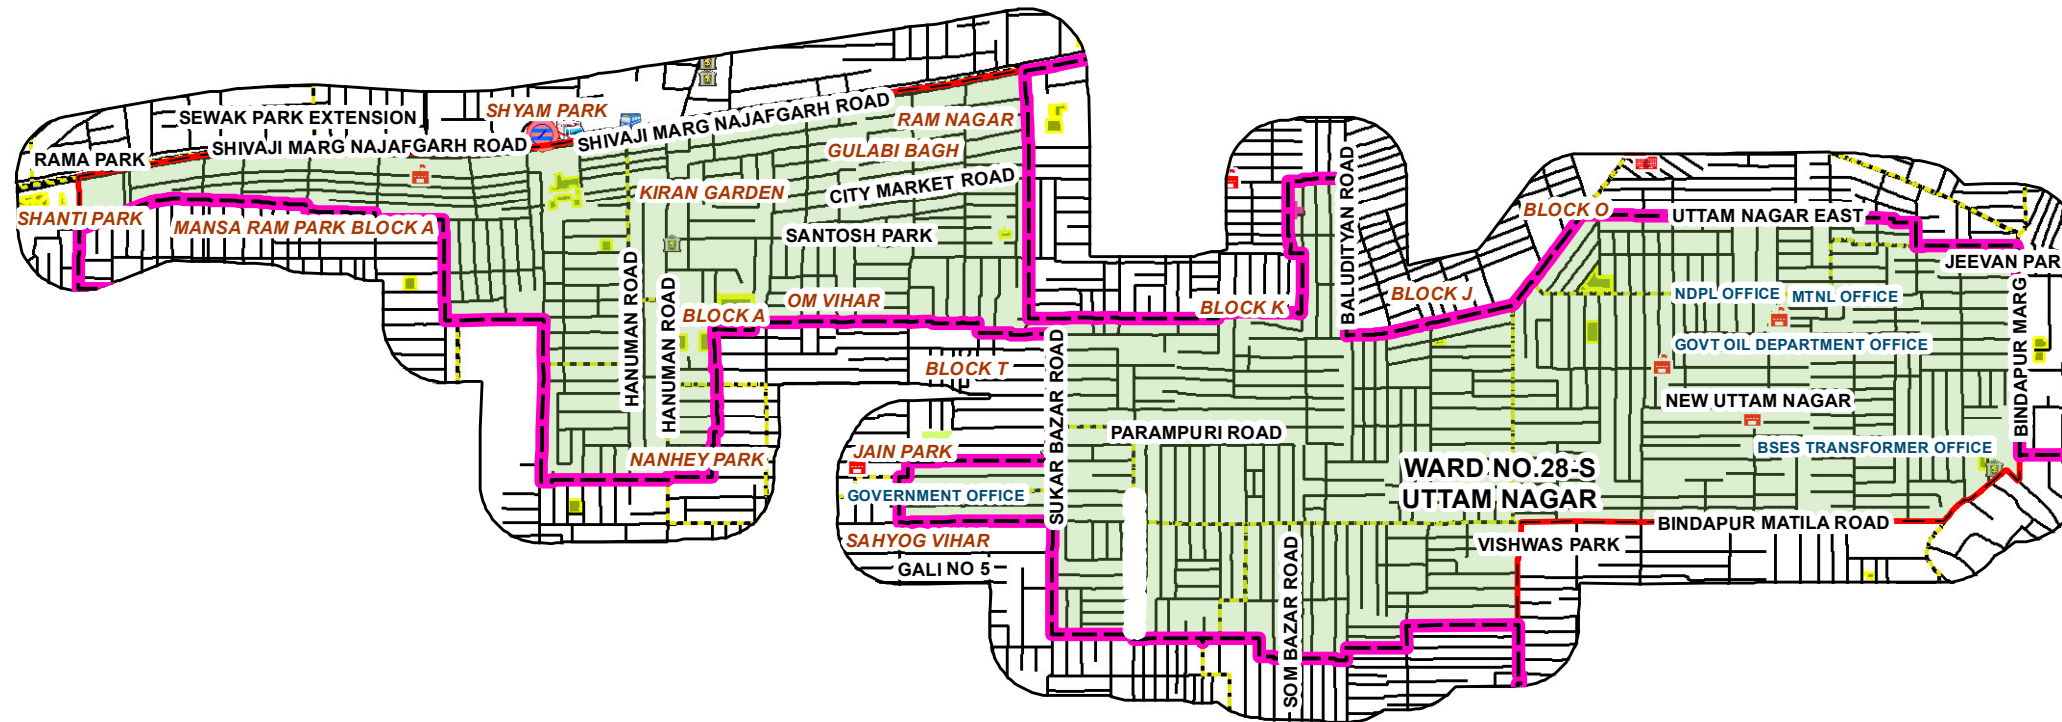 SHYAM PARK
SEWAK PARK EXTENSION
SHIVAJI MARG NAJAFGARH ROAD
RAM NAGAR
SHIVAJI MARG NAJAFGARH ROAD
RAMA PARK
GULABI BAGH
KIRAN GARDEN
CITY MARKET ROAD
SHANTI PARK
MANSA RAM PARK BLOCK A
SANTOSH PARK
BLOCK O
UTTAM NAGAR EAST
BALUDITYAN ROAD
JEEVAN PAR
HANUMAN ROAD
HANUMAN ROAD
OM VIHAR
BLOCK A
BLOCK K
BLOCK J
NDPL OFFICE
MTNL OFFICE
BINDAPUR MARG
GOVT OIL DEPARTMENT OFFICE
BLOCK T
SUKAR BAZAR ROAD
NEW UTTAM NAGAR
PARAMPURI ROAD
JAIN PARK
NANHEY PARK
BSES TRANSFORMER OFFICE
WARD NO.28-S
UTTAM NAGAR
GOVERNMENT OFFICE
BINDAPUR MATILA ROAD
SAHYOG VIHAR
VISHWAS PARK
GALI NO 5
SOM BAZAR ROAD